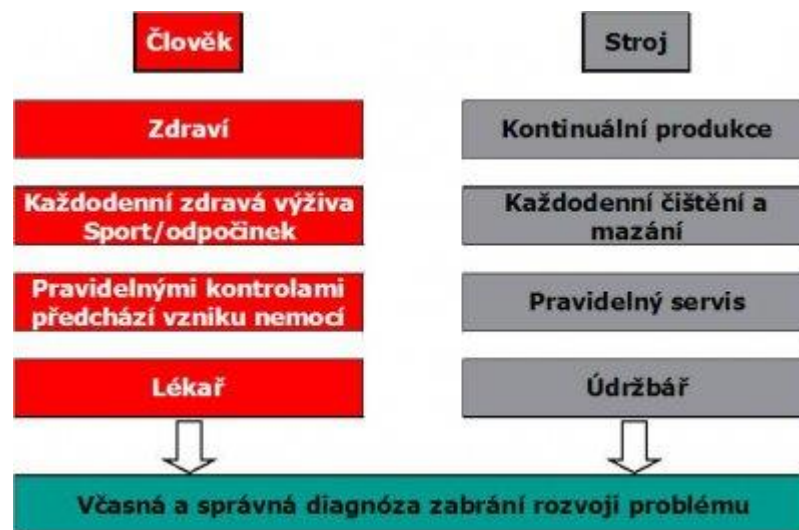 Člověk
Stroj
Zdraví
Kontinuální produkce
Každodenní zdravá výživa
Sport/odpočinek
Každodenní čištění a
mazání
Pravidelnými kontrolami
předchází vzniku nemocí
Pravidelný servis
Lékař
Údržbář
Včasná a správná diagnóza zabrání rozvoji problému